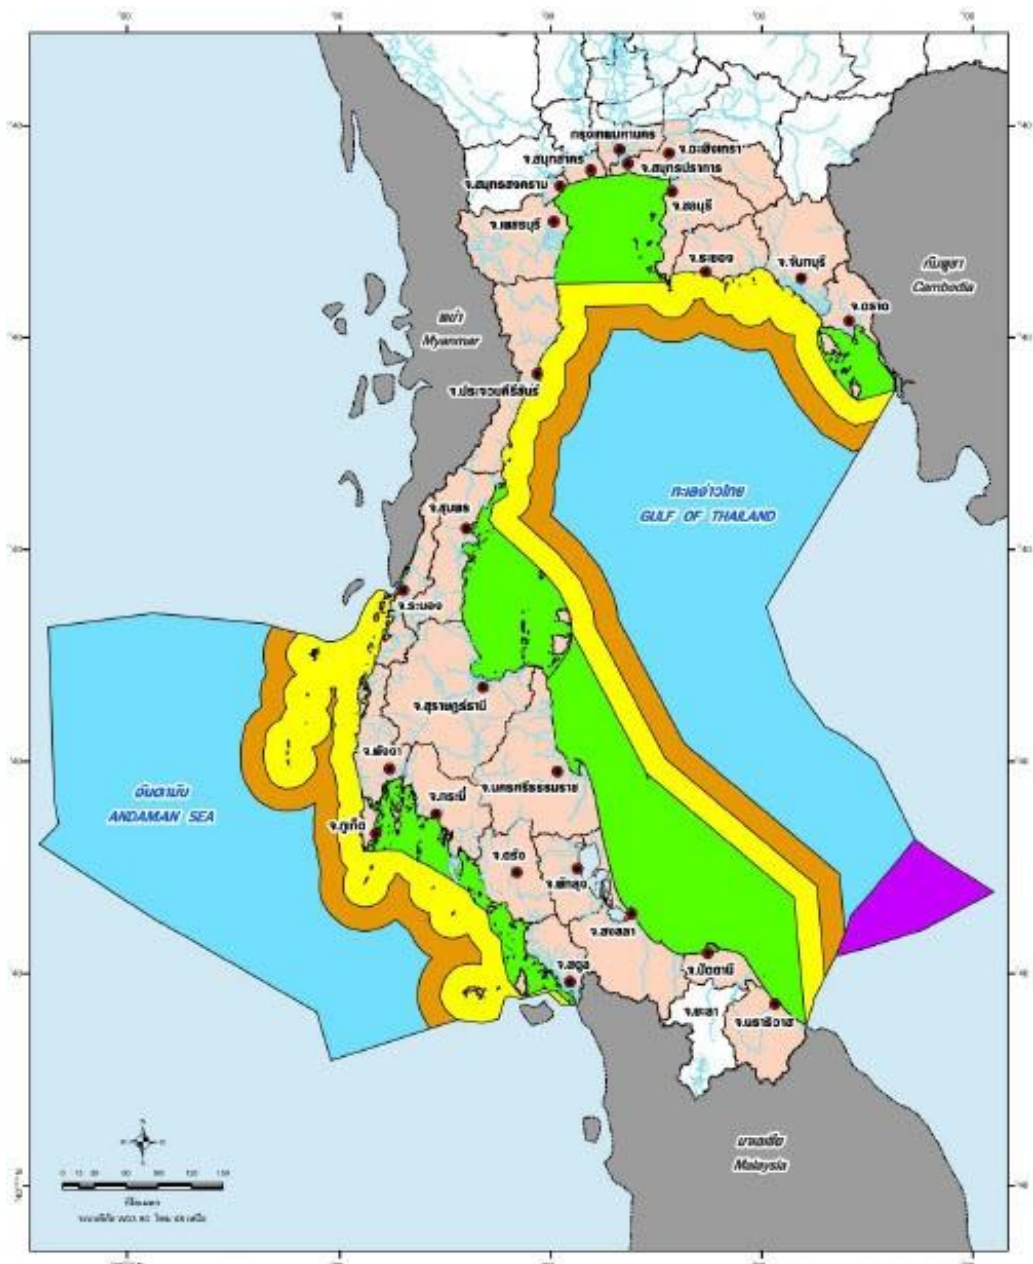 กรุงเทพมหานคร
จ.ฉะเชิงเทรา
จ.สมุทรสาคร
จ.สมุทรปราการ
จ.สมุทรสงคราม
จ.ชลบุรี
จ.เพชรบุรี
จ.ระยอง
จ.จันทบุรี
กัมพูชา
Cambodia
จ.ตราด
พม่า
Myanmar
จ.ประจวบคีรีขันธ์
ทะเลอ่าวไทย
GULF OF THAILAND
จ.ชุมพร
จ.ระนอง
จ.สุราษฎร์ธานี
จ.พังงา
จ.นครศรีธรรมราช
จ.กระบี่
อันดามัน
ANDAMAN SEA
จ.ภูเก็ต
จ.ตรัง
จ.พัทลุง
จ.สงขลา
จ.ปัตตานี
จ.สตูล
จ.ยะลา
จ.นราธิวาส
มาเลเซีย
Malaysia
N
กิโลเมตร